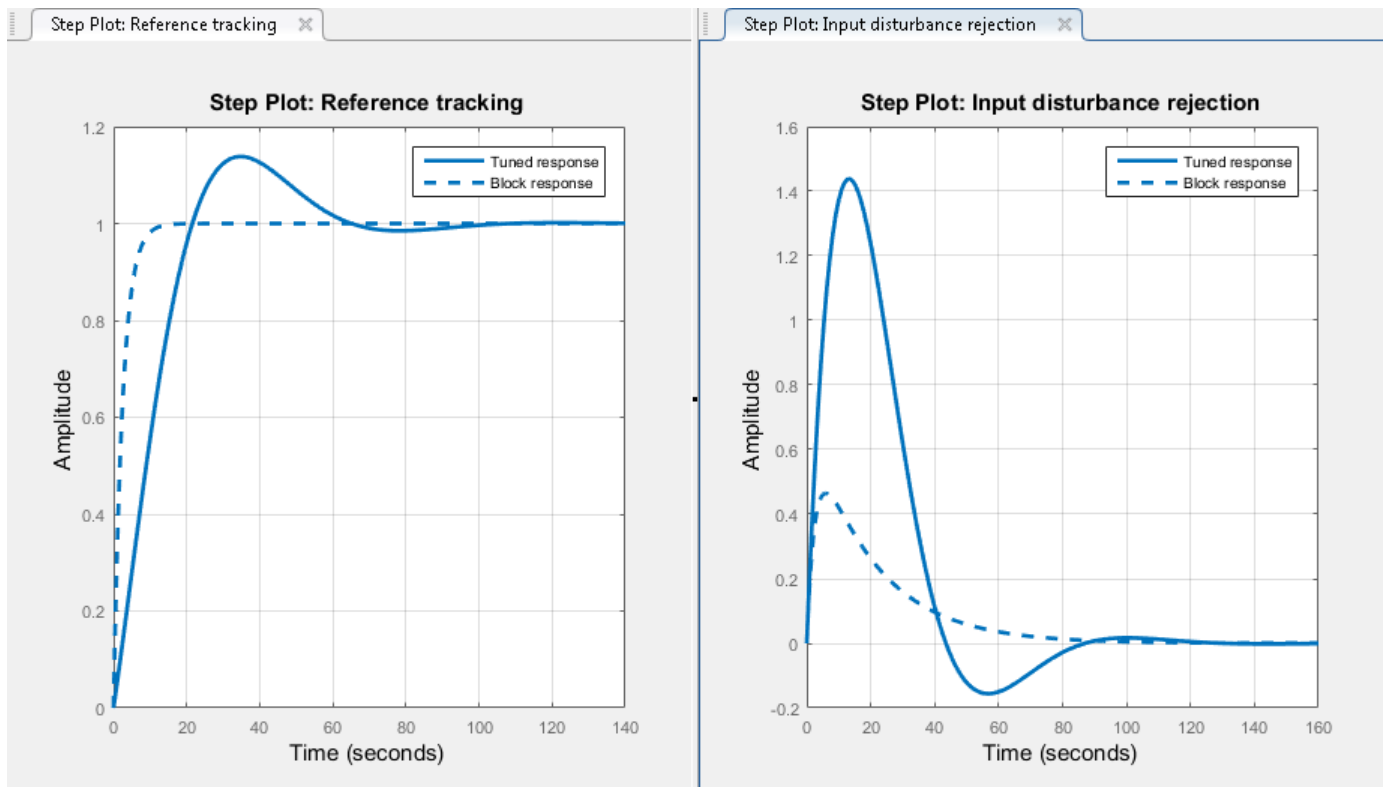 Step Plot: Reference tracking
Step Plot: Input disturbance rejection
Step Plot: Reference tracking
1.2
1
0.8
0.6
0.4
0.2
0
Amplitude
Tuned response
Block response
0 20 40 60 80 100 120 140
Time (seconds)
Step Plot: Input disturbance rejection
1.6
1.4
1.2
1
0.8
0.6
0.4
0.2
0
-0.2
Amplitude
Tuned response
Block response
0 20 40 60 80 100 120 140 160
Time (seconds)